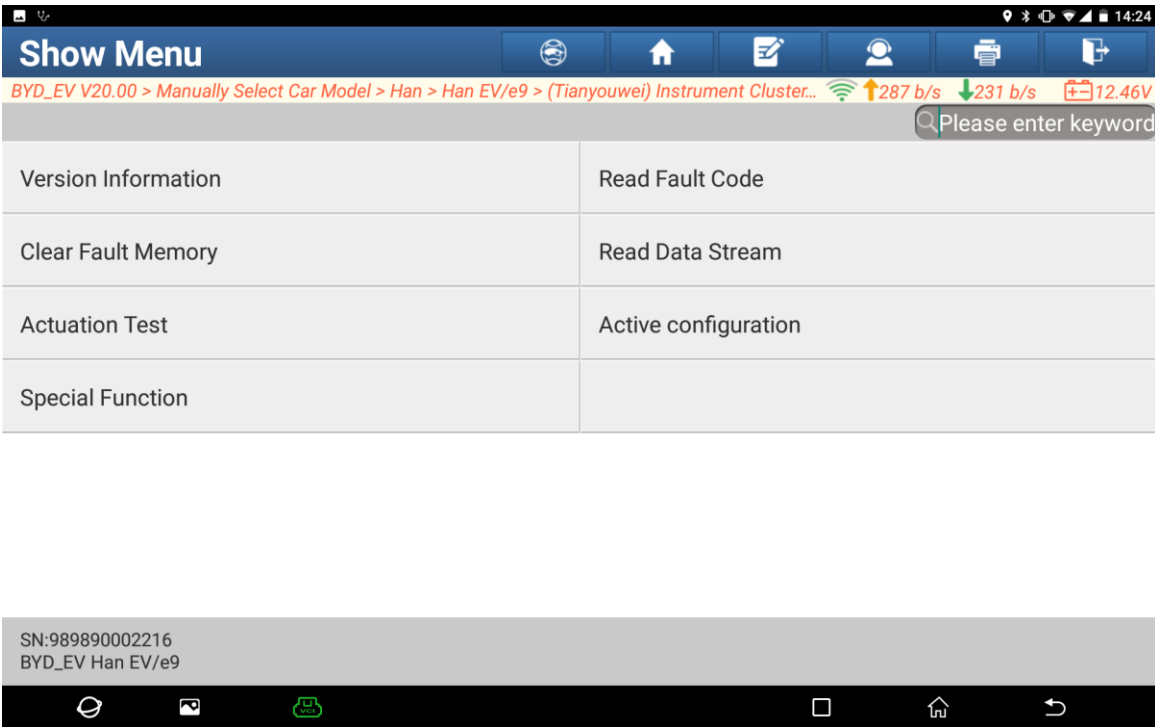 14:24
Show Menu
BYD_EV V20.00 > Manually Select Car Model > Han > Han EV/e9 > (Tianyouwei) Instrument Cluster... 287 b/s 231 b/s 12.46V
Please enter keyword
Version Information
Read Fault Code
Clear Fault Memory
Read Data Stream
Actuation Test
Active configuration
Special Function
SN:989890002216
BYD_EV Han EV/e9
VCI